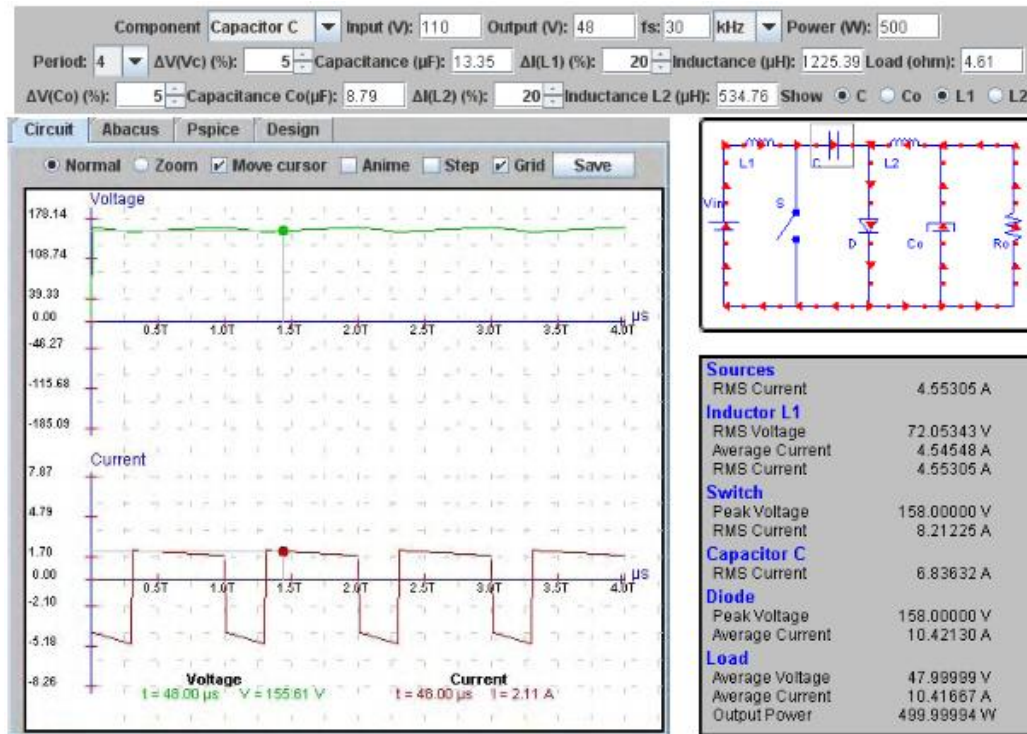 Component Capacitor C Input (V): 110 Output (V): 48 fs: 30 kHz Power (W): 500
Period: 4 ΔV(Vc) (%): 5 Capacitance (μF): 13.35 ΔI(L1) (%): 20 Inductance (μH): 1225.39 Load (ohm): 4.61
ΔV(Co) (%): 5 Capacitance Co(μF): 8.79 ΔI(L2) (%): 20 Inductance L2 (μH): 534.76 Show C Co L1 L2
Circuit Abacus Pspice Design
Normal Zoom Move cursor Anime Step Grid Save
Voltage
178.14
108.74
39.33
0.00
μs
0.5T 1.0T 1.5T 2.0T 2.5T 3.0T 3.5T 4.0T
-46.27
-115.68
-185.09
Current
7.87
4.79
1.70
0.00
μs
0.5T 1.0T 1.5T 2.0T 2.5T 3.0T 3.5T 4.0T
-2.10
-5.18
-8.26
Voltage Current
t = 48.00 μs V = 155.61 V t = 48.00 μs I = 2.11 A
L1 C L2
Vin S
D Co Ro
Sources
RMS Current 4.55305 A
Inductor L1
RMS Voltage 72.05343 V
Average Current 4.54548 A
RMS Current 4.55305 A
Switch
Peak Voltage 158.00000 V
RMS Current 8.21225 A
Capacitor C
RMS Current 6.83632 A
Diode
Peak Voltage 158.00000 V
Average Current 10.42130 A
Load
Average Voltage 47.99999 V
Average Current 10.41667 A
Output Power 499.99994 W